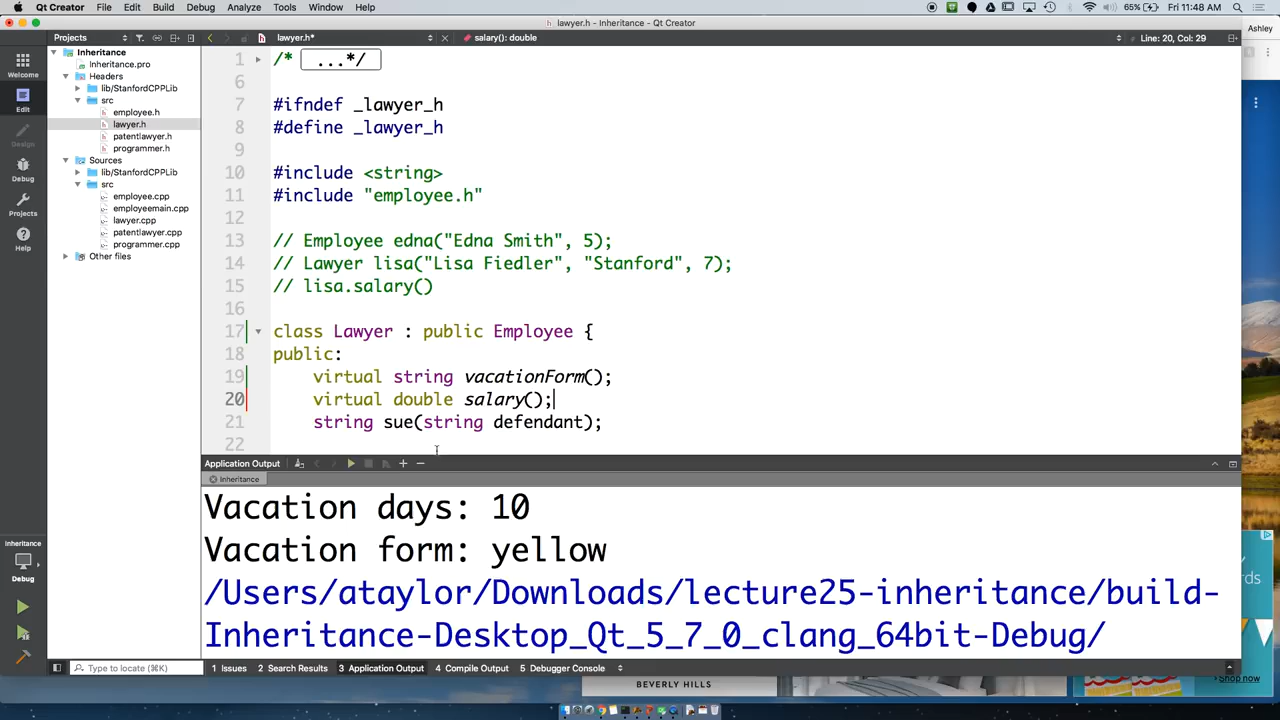 Qt Creator File Edit Build Debug Analyze Tools Window Help 65% Fri 11:48 AM
lawyer.h - Inheritance - Qt Creator
Ashley
Projects lawyer.h* salary(): double Line: 20, Col: 29
Inheritance
Inheritance.pro
Headers
lib/StanfordCPPLib
src
employee.h
lawyer.h
patentlawyer.h
programmer.h
Sources
lib/StanfordCPPLib
src
employee.cpp
employeemain.cpp
lawyer.cpp
patentlawyer.cpp
programmer.cpp
Other files
Welcome
Edit
Design
Debug
Projects
Help
Inheritance
Debug
1 /* ...*/
6
7 #ifndef _lawyer_h
8 #define _lawyer_h
9
10 #include <string>
11 #include "employee.h"
12
13 // Employee edna("Edna Smith", 5);
14 // Lawyer lisa("Lisa Fiedler", "Stanford", 7);
15 // lisa.salary()
16
17 class Lawyer : public Employee {
18 public:
19 virtual string vacationForm();
20 virtual double salary();
21 string sue(string defendant);
22
Application Output
Inheritance
Vacation days: 10
Vacation form: yellow
/Users/ataylor/Downloads/lecture25-inheritance/build-
Inheritance-Desktop_Qt_5_7_0_clang_64bit-Debug/
Type to locate (⌘K) 1 Issues 2 Search Results 3 Application Output 4 Compile Output 5 Debugger Console
BEVERLY HILLS
Shop now